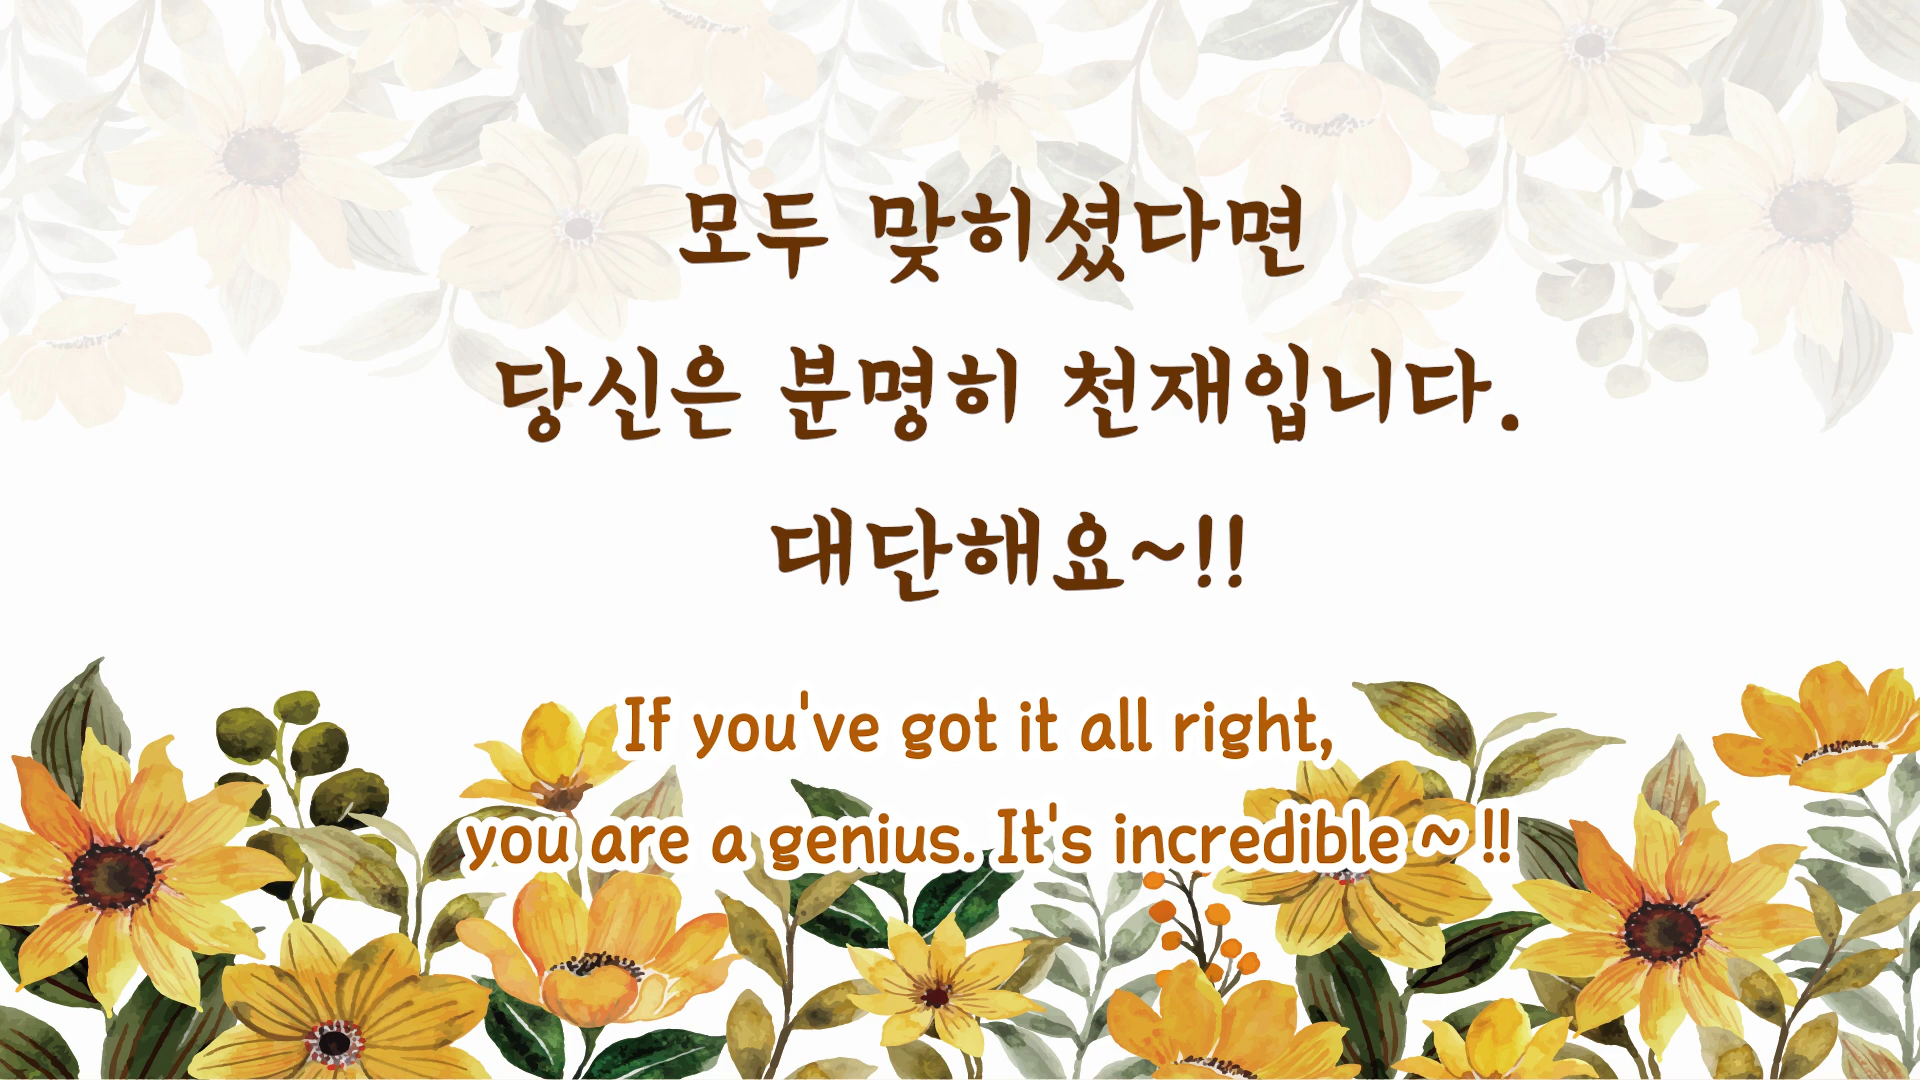 모두 맞히셨다면
당신은 분명히 천재입니다.
대단해요~!!
If you've got it all right,
you are a genius. It's incredible~!!